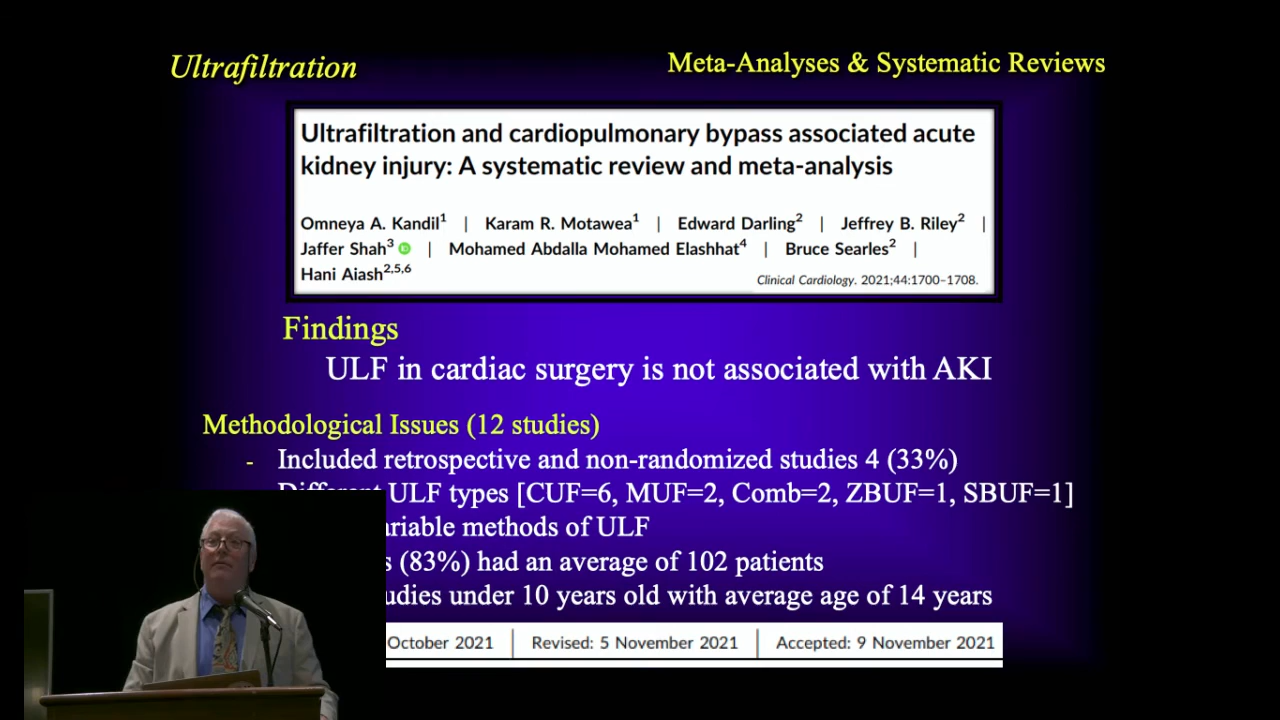 Ultrafiltration
Meta-Analyses & Systematic Reviews
Ultrafiltration and cardiopulmonary bypass associated acute
kidney injury: A systematic review and meta-analysis
Omneya A. Kandil1 | Karam R. Motawea1 | Edward Darling2 | Jeffrey B. Riley2 |
Jaffer Shah3 | Mohamed Abdalla Mohamed Elashhat4 | Bruce Searles2 |
Hani Aiash2,5,6
Clinical Cardiology. 2021;44:1700–1708.
Findings
ULF in cardiac surgery is not associated with AKI
Methodological Issues (12 studies)
- Included retrospective and non-randomized studies 4 (33%)
ULF types [CUF=6, MUF=2, Comb=2, ZBUF=1, SBUF=1]
methods of ULF
(83%) had an average of 102 patients
under 10 years old with average age of 14 years
October 2021 | Revised: 5 November 2021 | Accepted: 9 November 2021